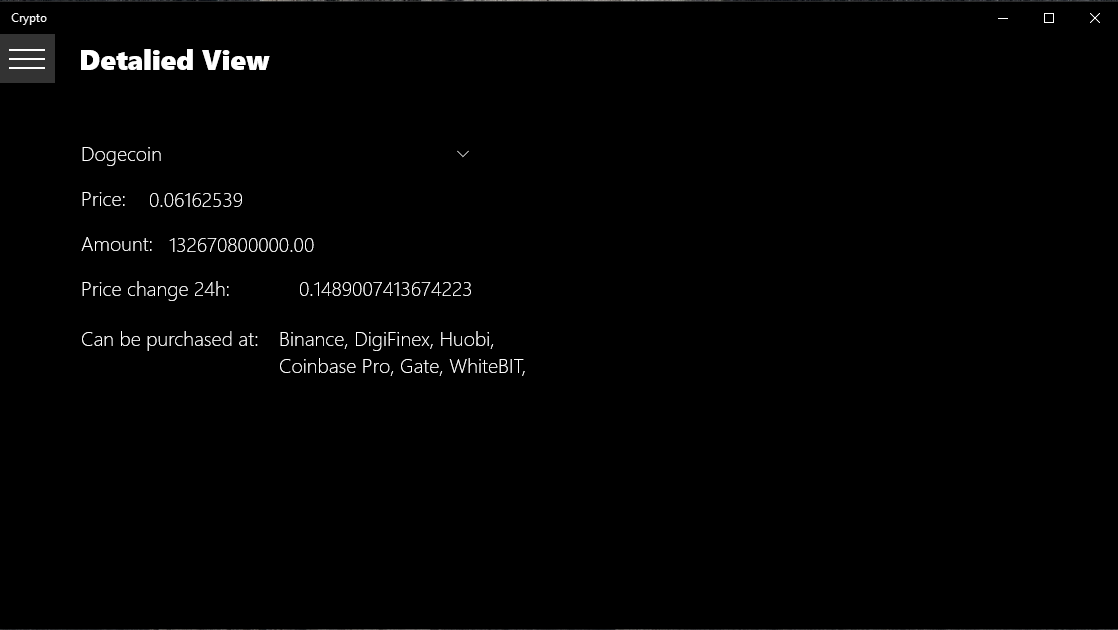 Crypto
Detalied View
Dogecoin
Price: 0.06162539
Amount: 132670800000.00
Price change 24h: 0.1489007413674223
Can be purchased at: Binance, DigiFinex, Huobi,
Coinbase Pro, Gate, WhiteBIT,